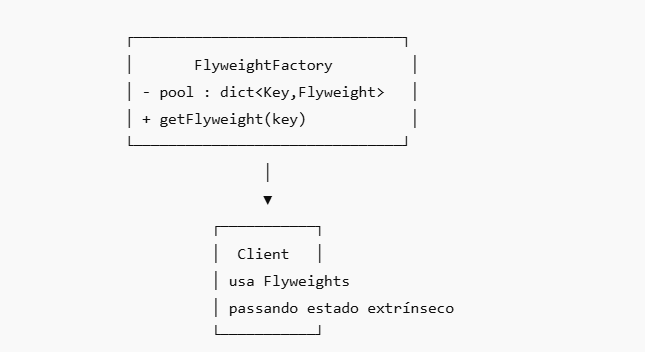 FlyweightFactory
- pool : dict<Key,Flyweight>
+ getFlyweight(key)
Client
usa Flyweights
passando estado extrínseco